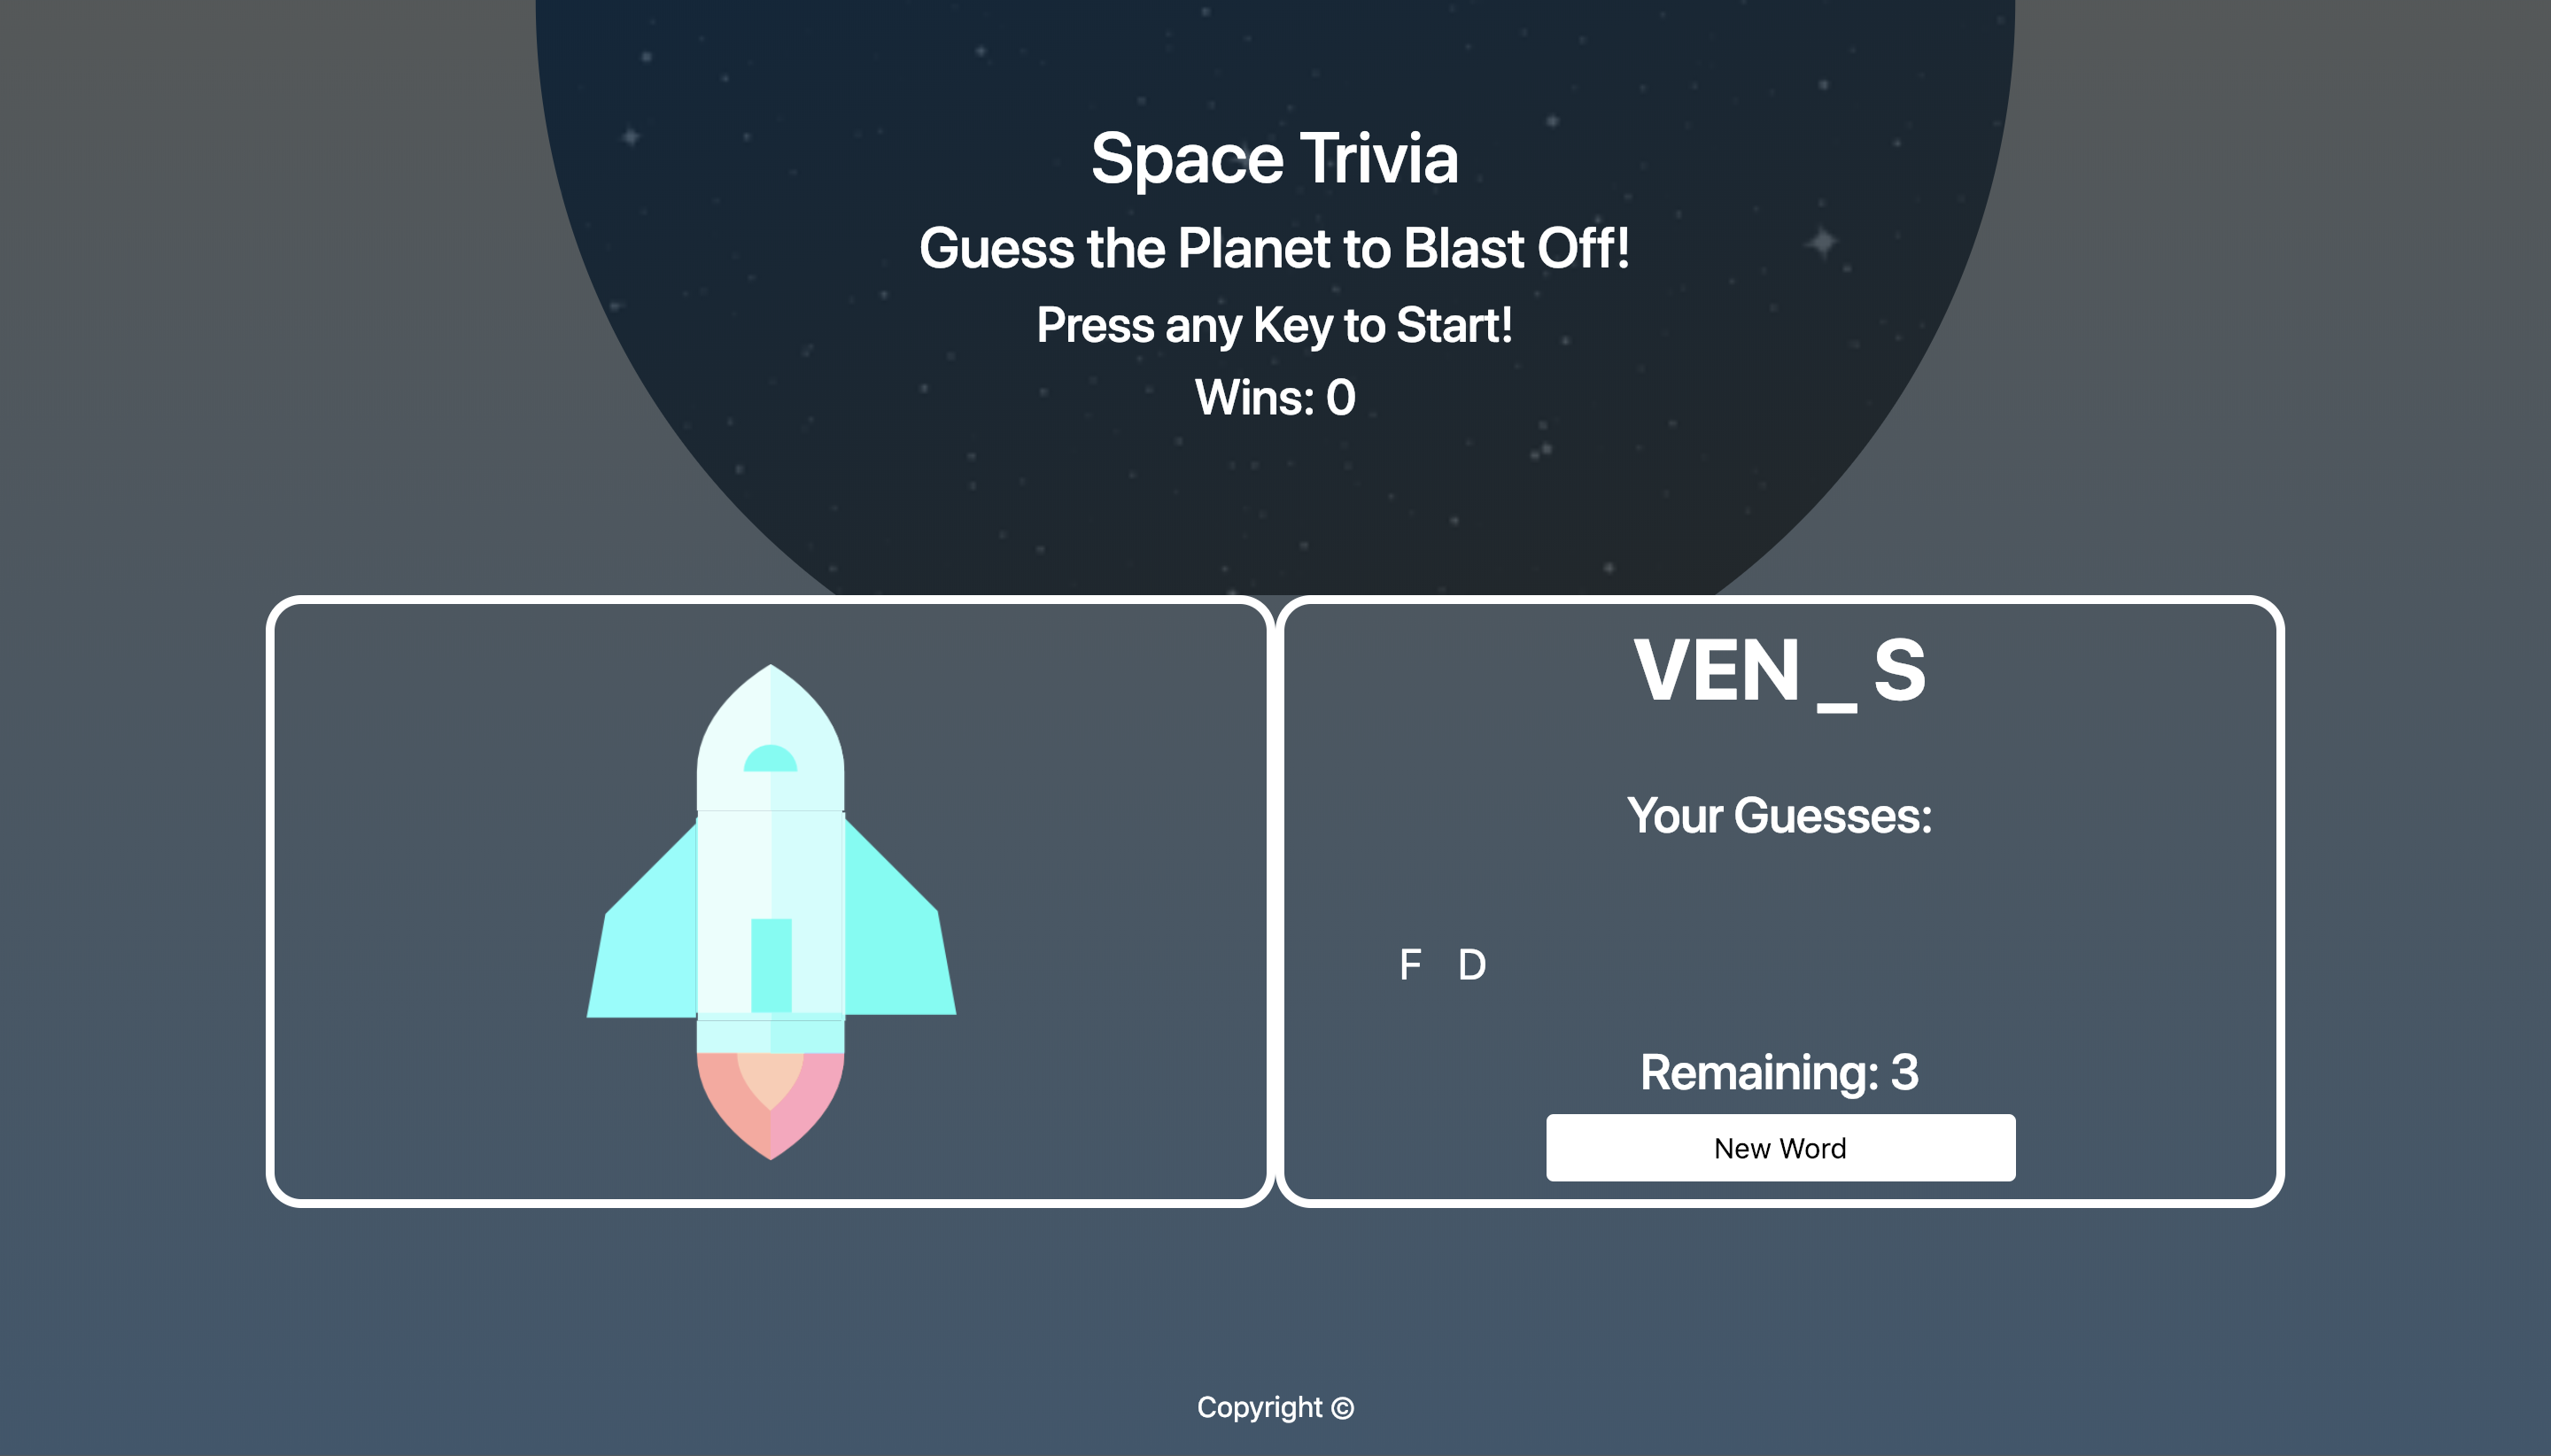 Space Trivia
Guess the Planet to Blast Off!
Press any Key to Start!
Wins: 0
VEN _ S
Your Guesses:
F D
Remaining: 3
New Word
Copyright ©